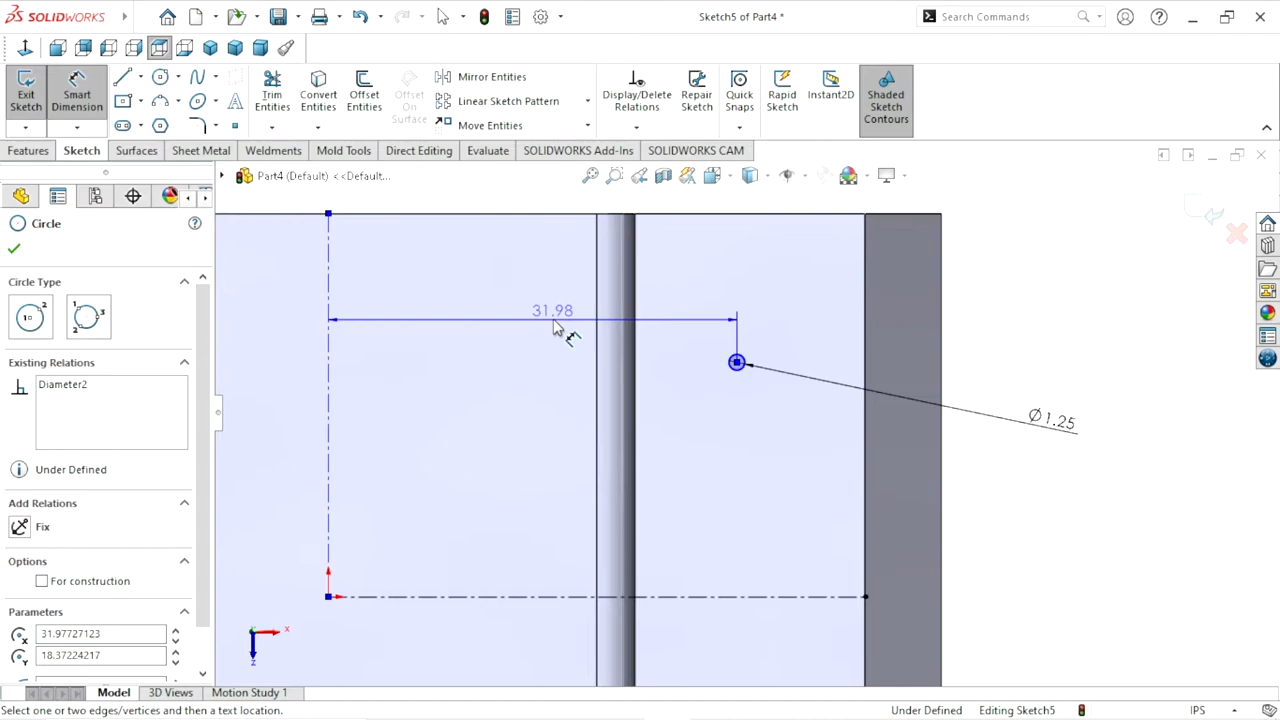 SOLIDWORKS
Sketch5 of Part4 *
Search Commands
Exit Sketch
Smart Dimension
Trim Entities
Convert Entities
Offset Entities
Offset On Surface
Mirror Entities
Linear Sketch Pattern
Move Entities
Display/Delete Relations
Repair Sketch
Quick Snaps
Rapid Sketch
Instant2D
Shaded Sketch Contours
Features
Sketch
Surfaces
Sheet Metal
Weldments
Mold Tools
Direct Editing
Evaluate
SOLIDWORKS Add-Ins
SOLIDWORKS CAM
Part4 (Default) <<Default...
Circle
Circle Type
Existing Relations
Diameter2
Under Defined
Add Relations
Fix
Options
For construction
Parameters
31.97727123
18.37224217
31.98
Ø1.25
x
z
Model
3D Views
Motion Study 1
Select one or two edges/vertices and then a text location.
Under Defined
Editing Sketch5
IPS